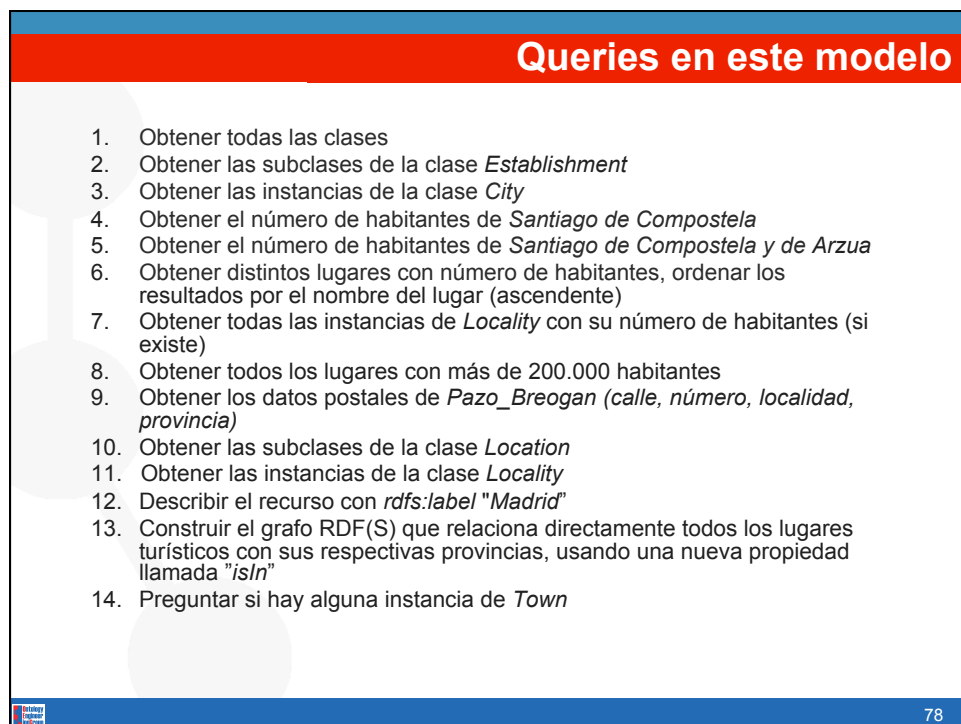 Queries en este modelo
1. Obtener todas las clases
2. Obtener las subclases de la clase Establishment
3. Obtener las instancias de la clase City
4. Obtener el número de habitantes de Santiago de Compostela
5. Obtener el número de habitantes de Santiago de Compostela y de Arzua
6. Obtener distintos lugares con número de habitantes, ordenar los
resultados por el nombre del lugar (ascendente)
7. Obtener todas las instancias de Locality con su número de habitantes (si
existe)
8. Obtener todos los lugares con más de 200.000 habitantes
9. Obtener los datos postales de Pazo_Breogan (calle, número, localidad,
provincia)
10. Obtener las subclases de la clase Location
11. Obtener las instancias de la clase Locality
12. Describir el recurso con rdfs:label "Madrid”
13. Construir el grafo RDF(S) que relaciona directamente todos los lugares
turísticos con sus respectivas provincias, usando una nueva propiedad
llamada ”isIn”
14. Preguntar si hay alguna instancia de Town
78